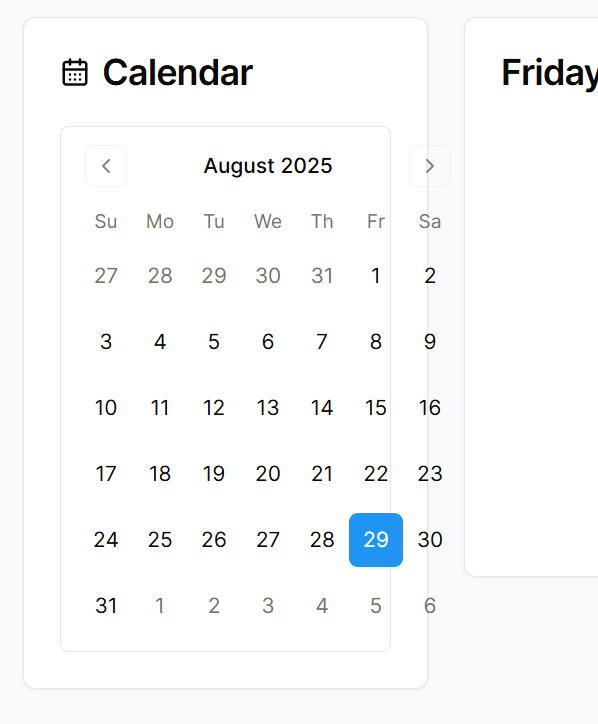 Calendar
Friday
August 2025
Su Mo Tu We Th Fr Sa
27 28 29 30 31 1 2
3 4 5 6 7 8 9
10 11 12 13 14 15 16
17 18 19 20 21 22 23
24 25 26 27 28 29 30
31 1 2 3 4 5 6